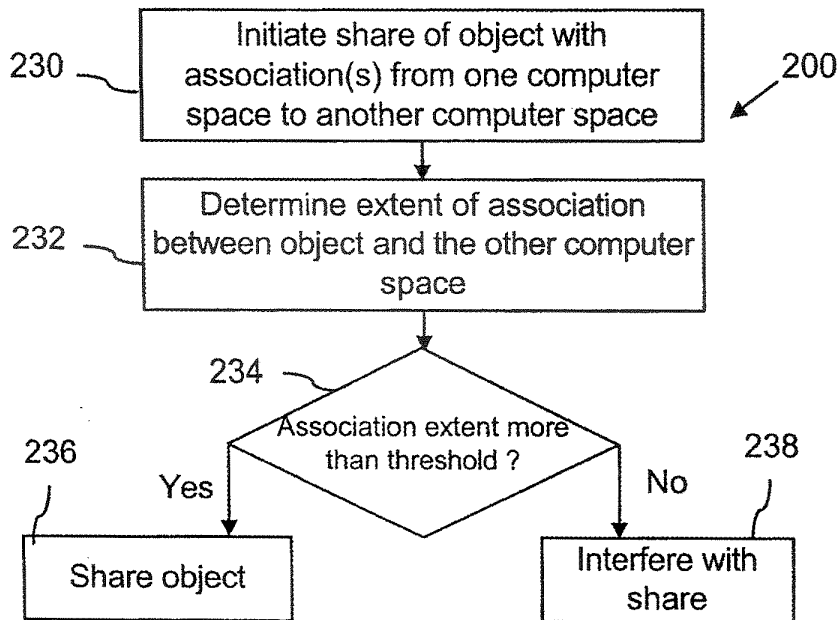 230
Initiate share of object with
association(s) from one computer
space to another computer space
200
232
Determine extent of association
between object and the other computer
space
234
Association extent more
than threshold ?
236
Yes
No
238
Share object
Interfere with
share